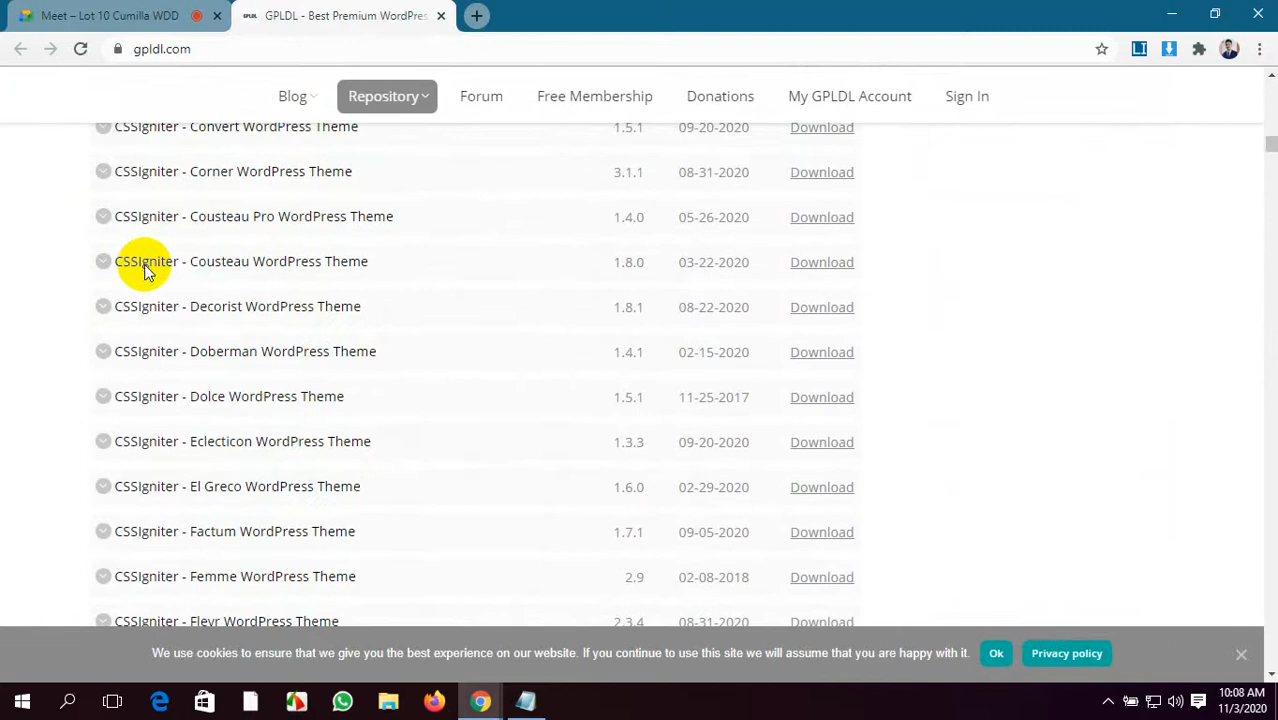 Meet – Lot 10 Cumilla WDD
GPLDL - Best Premium WordPres
gpldl.com
Blog Repository Forum Free Membership Donations My GPLDL Account Sign In
CSSIgniter - Convert WordPress Theme 1.5.1 09-20-2020 Download
CSSIgniter - Corner WordPress Theme 3.1.1 08-31-2020 Download
CSSIgniter - Cousteau Pro WordPress Theme 1.4.0 05-26-2020 Download
CSSIgniter - Cousteau WordPress Theme 1.8.0 03-22-2020 Download
CSSIgniter - Decorist WordPress Theme 1.8.1 08-22-2020 Download
CSSIgniter - Doberman WordPress Theme 1.4.1 02-15-2020 Download
CSSIgniter - Dolce WordPress Theme 1.5.1 11-25-2017 Download
CSSIgniter - Eclecticon WordPress Theme 1.3.3 09-20-2020 Download
CSSIgniter - El Greco WordPress Theme 1.6.0 02-29-2020 Download
CSSIgniter - Factum WordPress Theme 1.7.1 09-05-2020 Download
CSSIgniter - Femme WordPress Theme 2.9 02-08-2018 Download
CSSIgniter - Fleyr WordPress Theme 2.3.4 08-31-2020 Download
We use cookies to ensure that we give you the best experience on our website. If you continue to use this site we will assume that you are happy with it. Ok Privacy policy
10:08 AM
11/3/2020